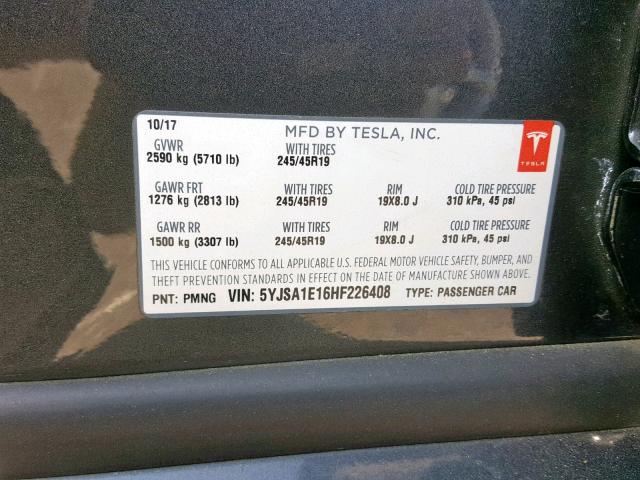 10/17
MFD BY TESLA, INC.
TESLA
GVWR WITH TIRES
2590 kg (5710 lb) 245/45R19
GAWR FRT WITH TIRES RIM COLD TIRE PRESSURE
1276 kg (2813 lb) 245/45R19 19X8.0 J 310 kPa, 45 psi
GAWR RR WITH TIRES RIM COLD TIRE PRESSURE
1500 kg (3307 lb) 245/45R19 19X8.0 J 310 kPa, 45 psi
THIS VEHICLE CONFORMS TO ALL APPLICABLE U.S. FEDERAL MOTOR VEHICLE SAFETY, BUMPER, AND
THEFT PREVENTION STANDARDS IN EFFECT ON THE DATE OF MANUFACTURE SHOWN ABOVE.
PNT: PMNG VIN: 5YJSA1E16HF226408 TYPE: PASSENGER CAR